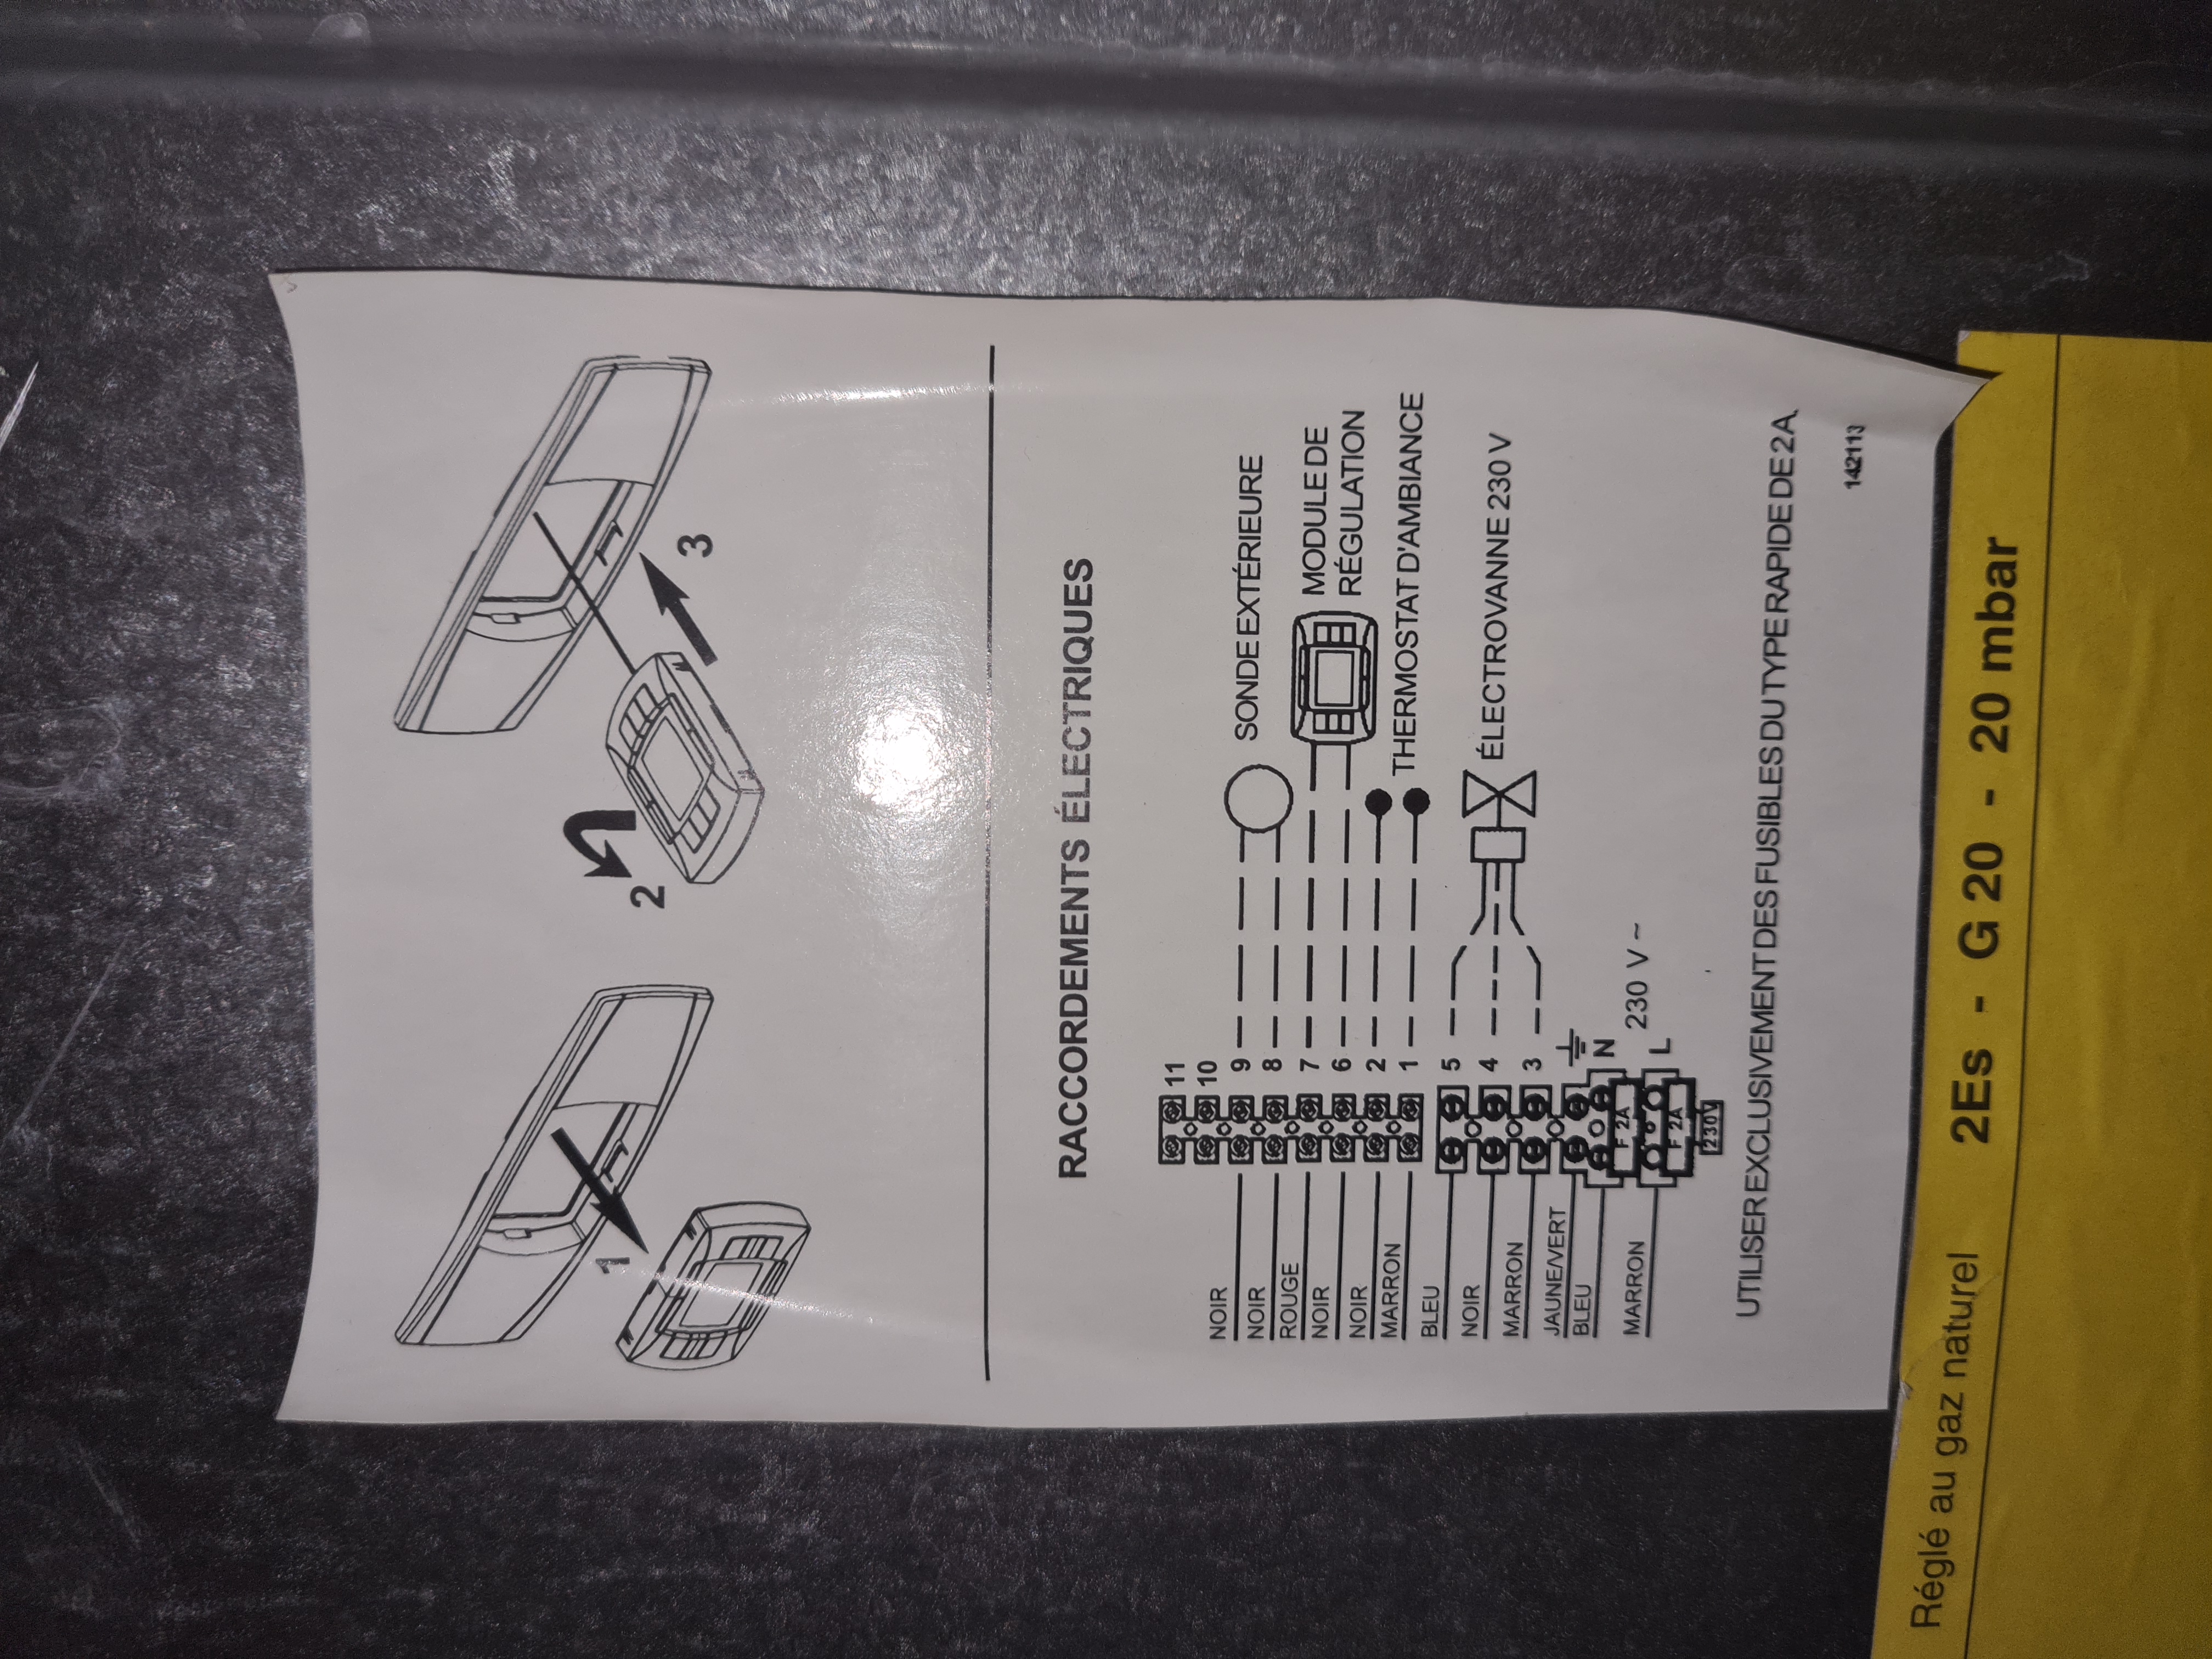 1
2
3
RACCORDEMENTS ÉLECTRIQUES
11
10
NOIR 9 SONDE EXTÉRIEURE
NOIR 8
ROUGE 7 MODULE DE
NOIR 6 RÉGULATION
NOIR 2
MARRON 1 THERMOSTAT D'AMBIANCE
BLEU 5
NOIR 4 ÉLECTROVANNE 230 V
MARRON 3
JAUNE/VERT
BLEU N
F 2A
230 V ~
MARRON L
F 2A
230V
UTILISER EXCLUSIVEMENT DES FUSIBLES DU TYPE RAPIDE DE 2A.
142113
Réglé au gaz naturel 2Es - G 20 - 20 mbar